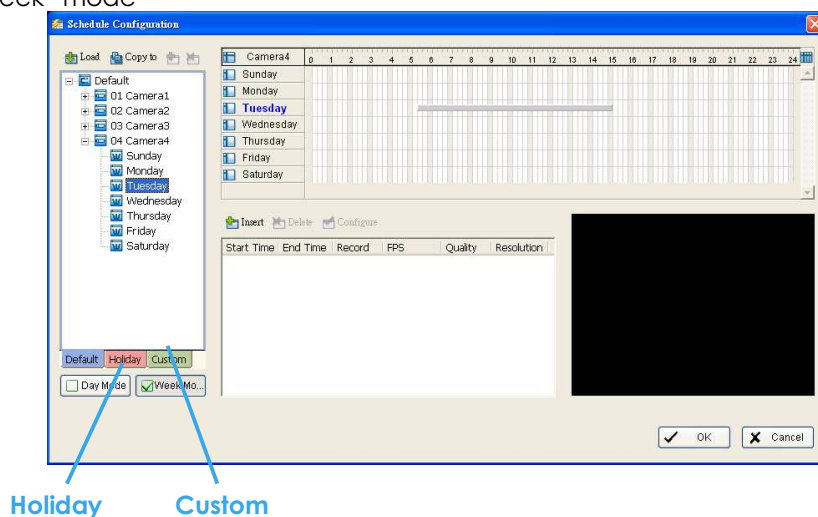 mode
Schedule Configuration
Load Copy to
Default
01 Camera1
02 Camera2
03 Camera3
04 Camera4
Sunday
Monday
Tuesday
Wednesday
Thursday
Friday
Saturday
Default Holiday Custom
Day Mode Week Mo...
Camera4 0 1 2 3 4 5 6 7 8 9 10 11 12 13 14 15 16 17 18 19 20 21 22 23 24
Sunday
Monday
Tuesday
Wednesday
Thursday
Friday
Saturday
Insert Delete Configure
Start Time End Time Record FPS Quality Resolution
OK Cancel
Holiday Custom